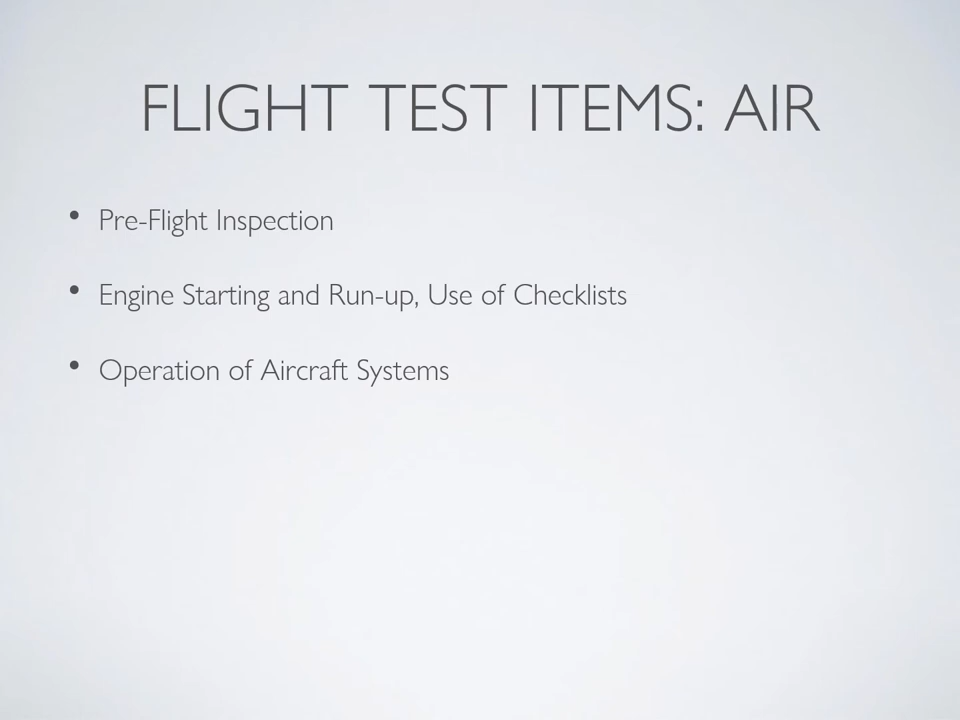 FLIGHT TEST ITEMS: AIR
• Pre-Flight Inspection
• Engine Starting and Run-up, Use of Checklists
• Operation of Aircraft Systems